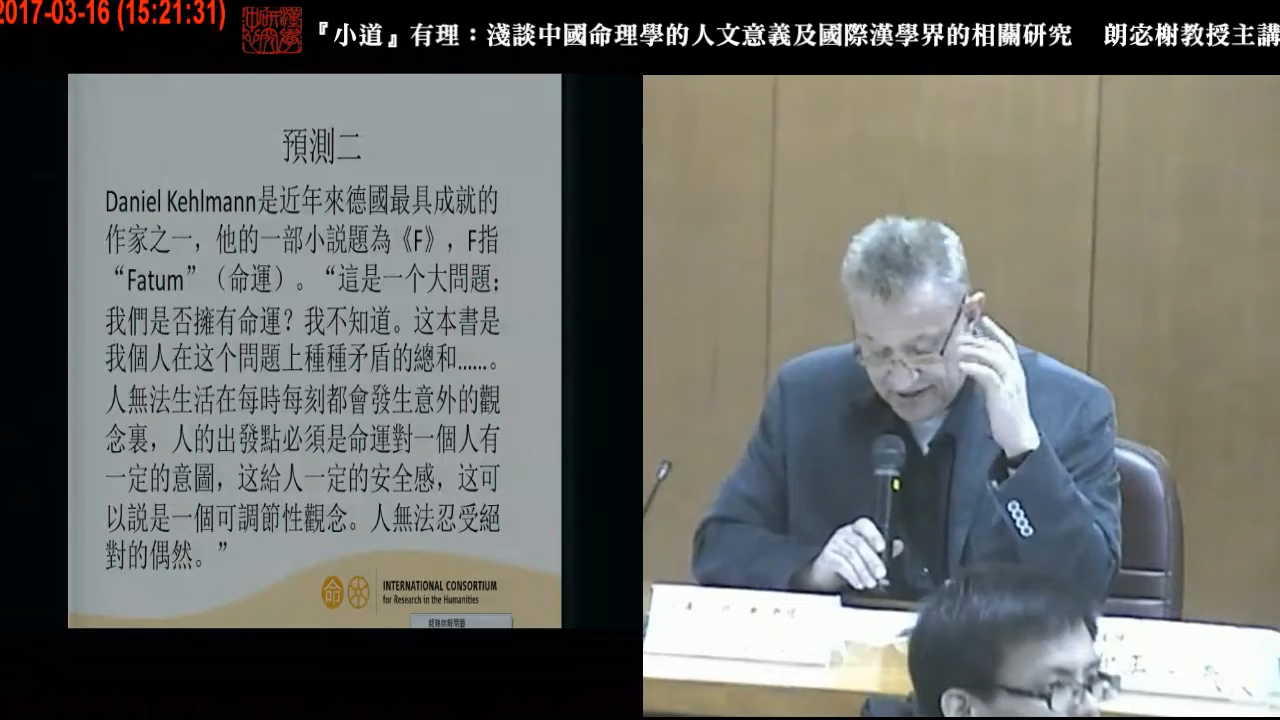 2017-03-16 (15:21:31)
『小道』有理：淺談中國命理學的人文意義及國際漢學界的相關研究 朗宓榭教授主講
預測二
Daniel Kehlmann是近年來德國最具成就的
作家之一，他的一部小説題為《F》，F指
“Fatum”（命運）。“這是一个大問題：
我們是否擁有命運？我不知道。这本書是
我個人在这个問題上種種矛盾的總和……。
人無法生活在每時每刻都會發生意外的觀
念裏，人的出發點必須是命運對一個人有
一定的意圖，这給人一定的安全感，这可
以説是一個可調節性觀念。人無法忍受絕
對的偶然。”
命
INTERNATIONAL CONSORTIUM
for Research in the Humanities